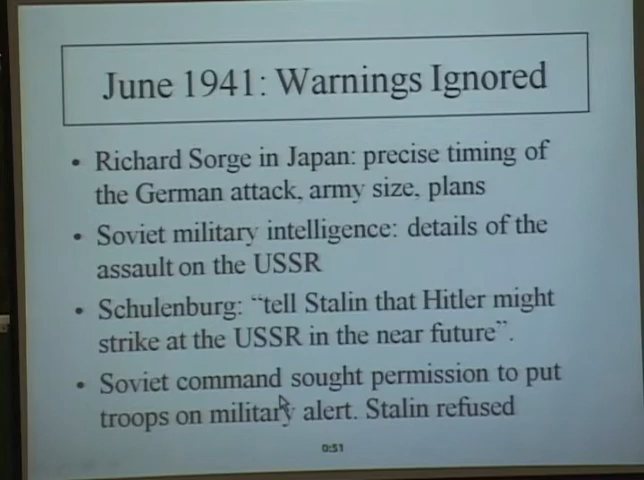 June 1941: Warnings Ignored
• Richard Sorge in Japan: precise timing of
the German attack, army size, plans
• Soviet military intelligence: details of the
assault on the USSR
• Schulenburg: “tell Stalin that Hitler might
strike at the USSR in the near future”.
• Soviet command sought permission to put
troops on military alert. Stalin refused
0:51